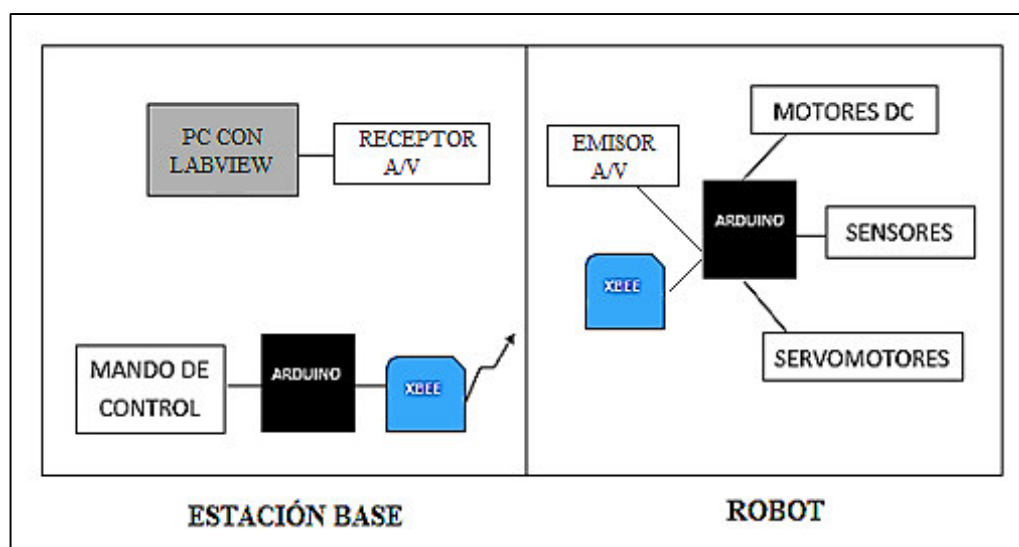 PC CON
LABVIEW
RECEPTOR
A/V
MANDO DE
CONTROL
ARDUINO
XBEE
ESTACIÓN BASE
EMISOR
A/V
XBEE
ARDUINO
MOTORES DC
SENSORES
SERVOMOTORES
ROBOT